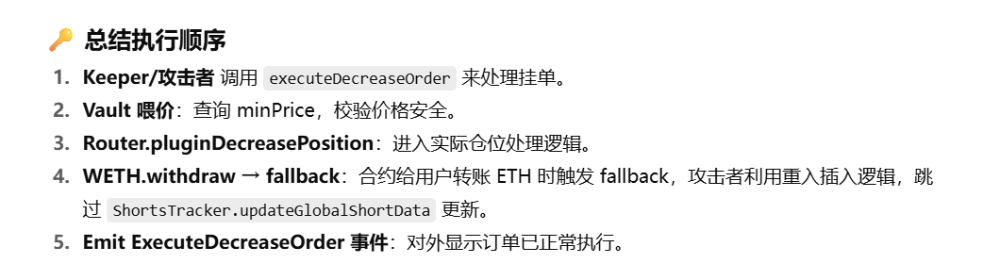 🔑 总结执行顺序
1. Keeper/攻击者 调用 executeDecreaseOrder 来处理挂单。
2. Vault 喂价：查询 minPrice，校验价格安全。
3. Router.pluginDecreasePosition：进入实际仓位处理逻辑。
4. WETH.withdraw → fallback：合约给用户转账 ETH 时触发 fallback，攻击者利用重入插入逻辑，跳
过 ShortsTracker.updateGlobalShortData 更新。
5. Emit ExecuteDecreaseOrder 事件：对外显示订单已正常执行。